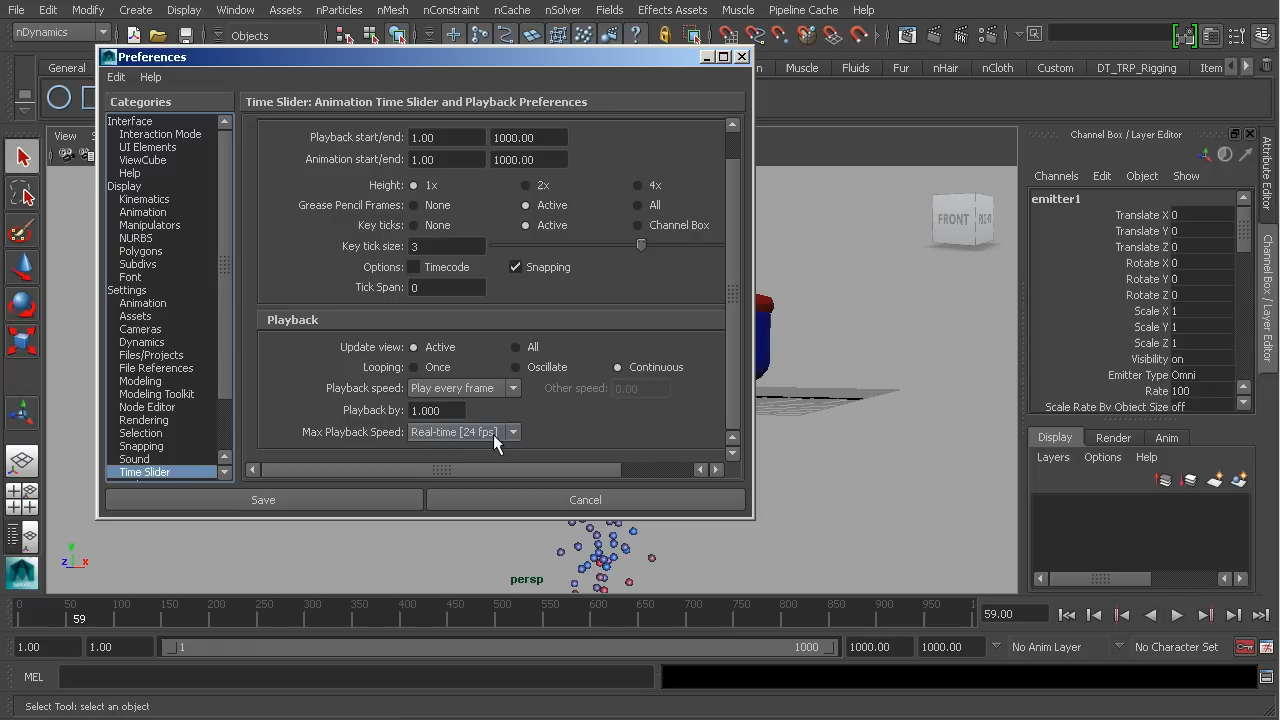 File Edit Modify Create Display Window Assets nParticles nMesh nConstraint nCache nSolver Fields Effects Assets Muscle Pipeline Cache Help
nDynamics Objects
General Muscle Fluids Fur nHair nCloth Custom DT_TRP_Rigging Item
Preferences
Edit Help
Categories
Interface
Interaction Mode
UI Elements
ViewCube
Help
Display
Kinematics
Animation
Manipulators
NURBS
Polygons
Subdivs
Font
Settings
Animation
Assets
Cameras
Dynamics
Files/Projects
File References
Modeling
Modeling Toolkit
Node Editor
Rendering
Selection
Snapping
Sound
Time Slider
Time Slider: Animation Time Slider and Playback Preferences
Playback start/end: 1.00 1000.00
Animation start/end: 1.00 1000.00
Height: 1x 2x 4x
Grease Pencil Frames: None Active All
Key ticks: None Active Channel Box
Key tick size: 3
Options: Timecode Snapping
Tick Span: 0
Playback
Update view: Active All
Looping: Once Oscillate Continuous
Playback speed: Play every frame Other speed: 0.00
Playback by: 1.000
Max Playback Speed: Real-time [24 fps]
Save Cancel
View
FRONT
persp
z y x
Channel Box / Layer Editor
Channels Edit Object Show
emitter1
Translate X 0
Translate Y 0
Translate Z 0
Rotate X 0
Rotate Y 0
Rotate Z 0
Scale X 1
Scale Y 1
Scale Z 1
Visibility on
Emitter Type Omni
Rate 100
Scale Rate By Object Size off
Display Render Anim
Layers Options Help
Attribute Editor
Channel Box / Layer Editor
0 50 100 150 200 250 300 350 400 450 500 550 600 650 700 750 800 850 900 950 1
59
59.00
1.00 1.00 1 1000 1000.00 1000.00 No Anim Layer No Character Set
MEL
Select Tool: select an object